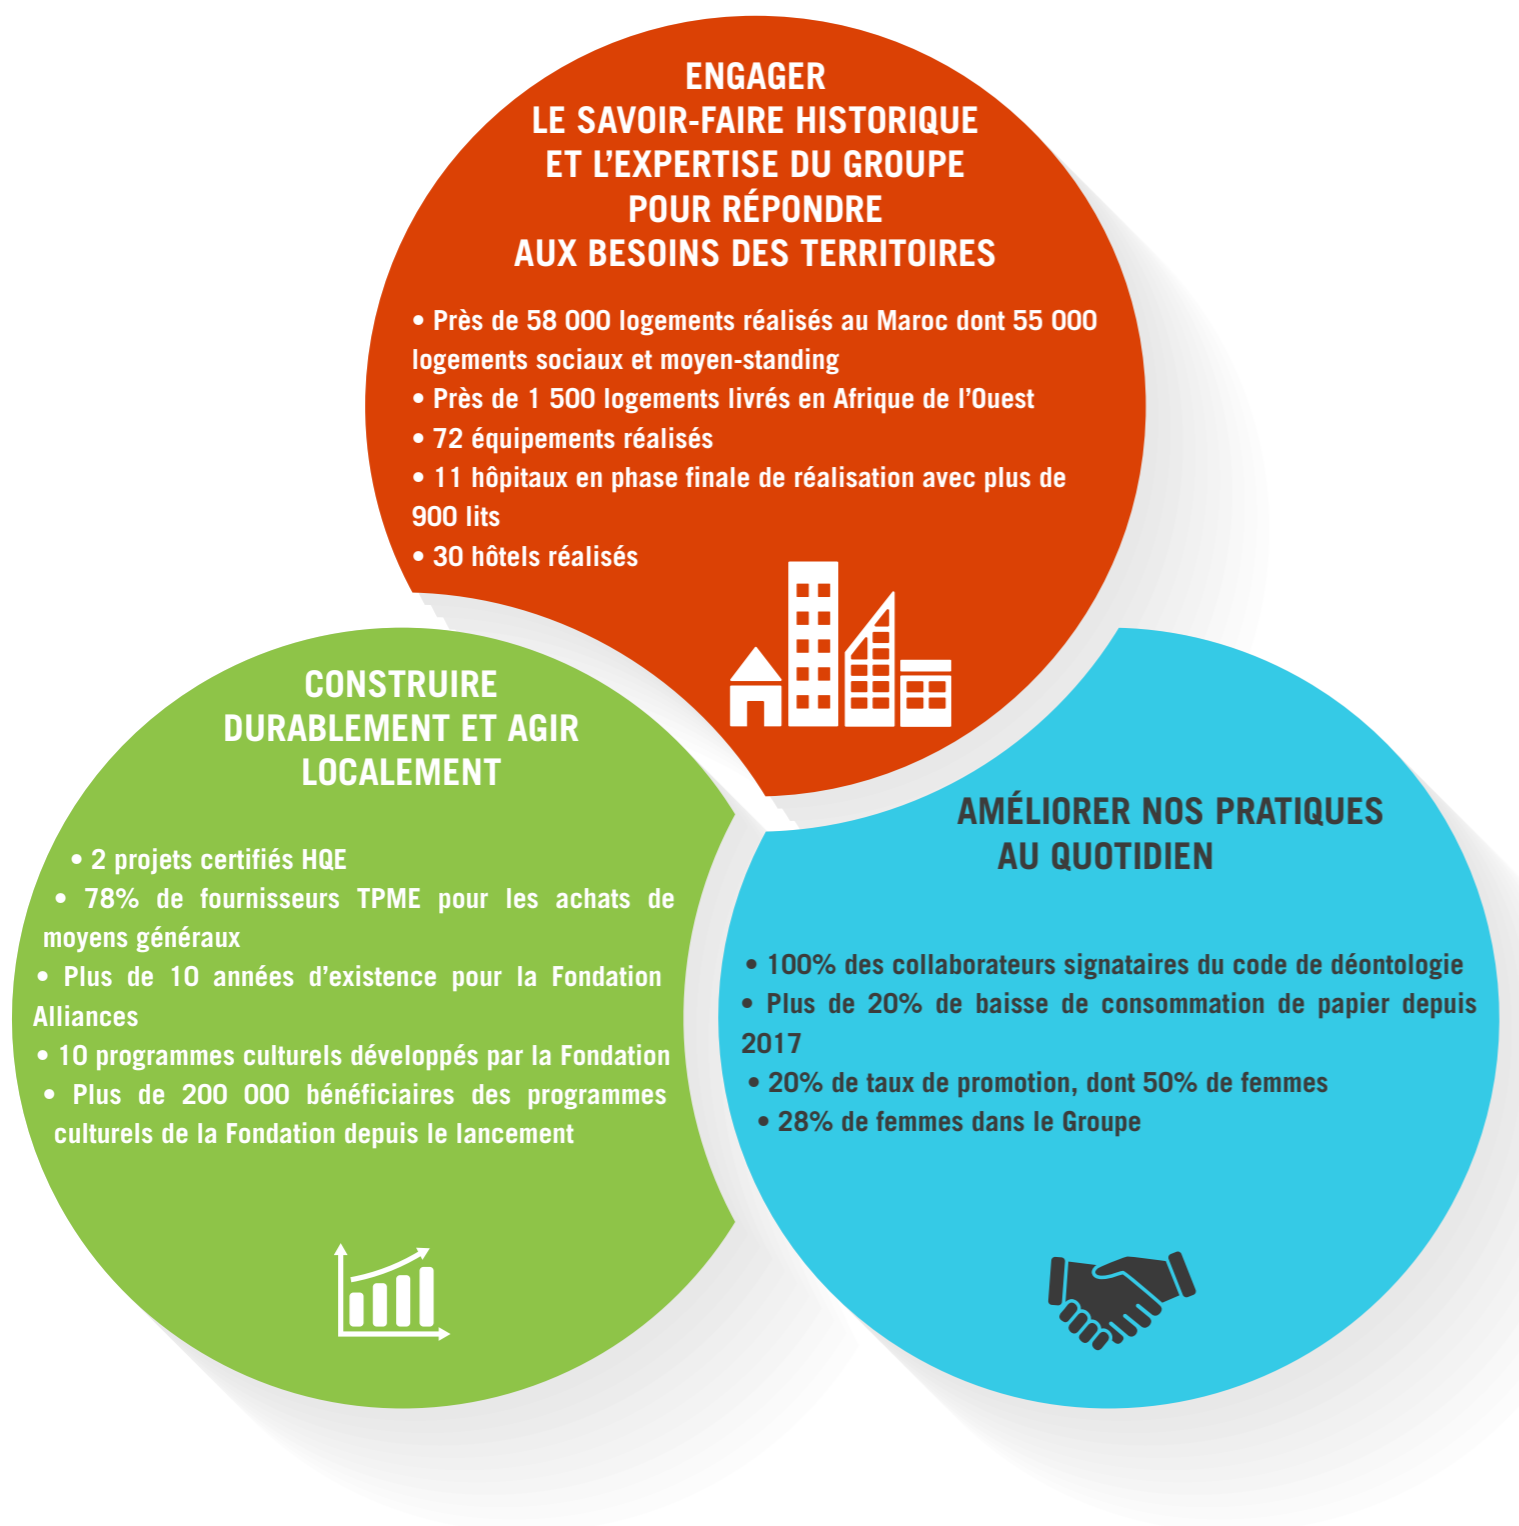 ENGAGER
LE SAVOIR-FAIRE HISTORIQUE
ET L’EXPERTISE DU GROUPE
POUR RÉPONDRE
AUX BESOINS DES TERRITOIRES
• Près de 58 000 logements réalisés au Maroc dont 55 000
logements sociaux et moyen-standing
• Près de 1 500 logements livrés en Afrique de l’Ouest
• 72 équipements réalisés
• 11 hôpitaux en phase finale de réalisation avec plus de
900 lits
• 30 hôtels réalisés
CONSTRUIRE
DURABLEMENT ET AGIR
LOCALEMENT
• 2 projets certifiés HQE
• 78% de fournisseurs TPME pour les achats de
moyens généraux
• Plus de 10 années d’existence pour la Fondation
Alliances
• 10 programmes culturels développés par la Fondation
• Plus de 200 000 bénéficiaires des programmes
culturels de la Fondation depuis le lancement
AMÉLIORER NOS PRATIQUES
AU QUOTIDIEN
• 100% des collaborateurs signataires du code de déontologie
• Plus de 20% de baisse de consommation de papier depuis
2017
• 20% de taux de promotion, dont 50% de femmes
• 28% de femmes dans le Groupe